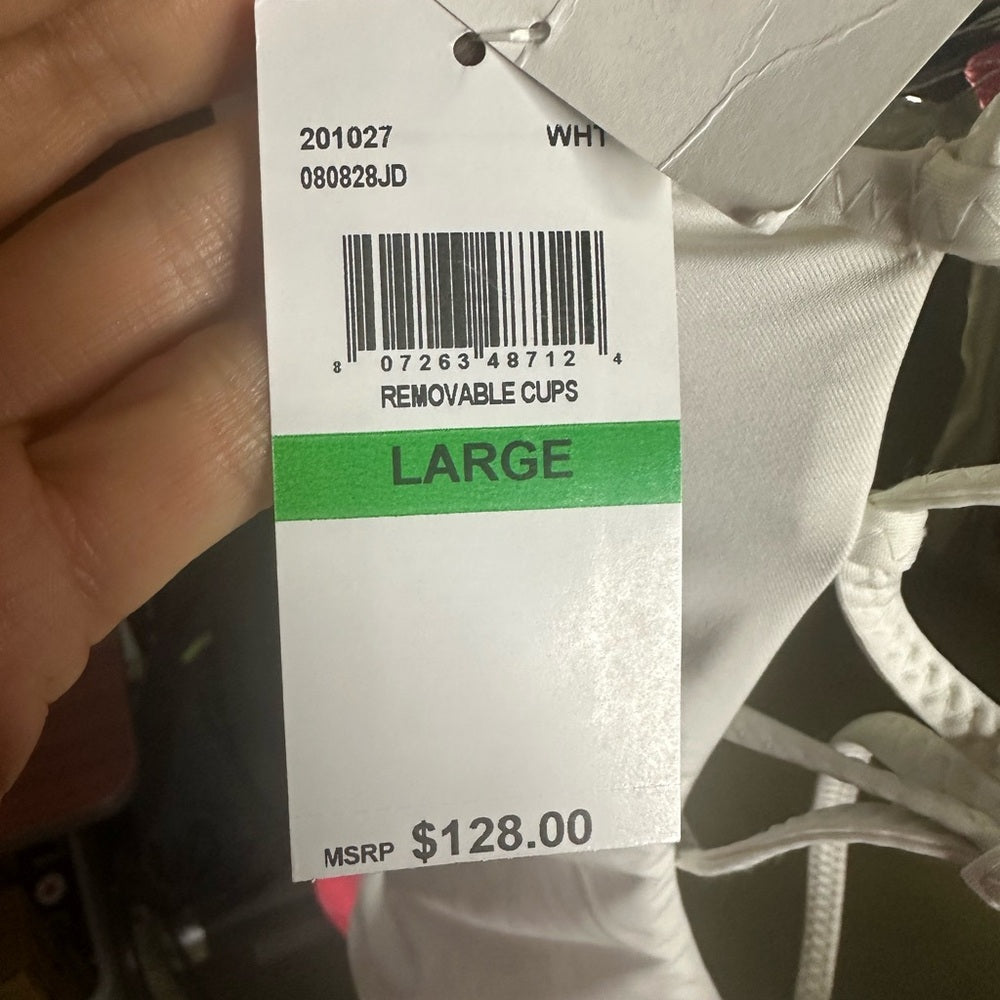 201027 WHT
080828JD
8 07263 48712 4
REMOVABLE CUPS
LARGE
MSRP $128.00